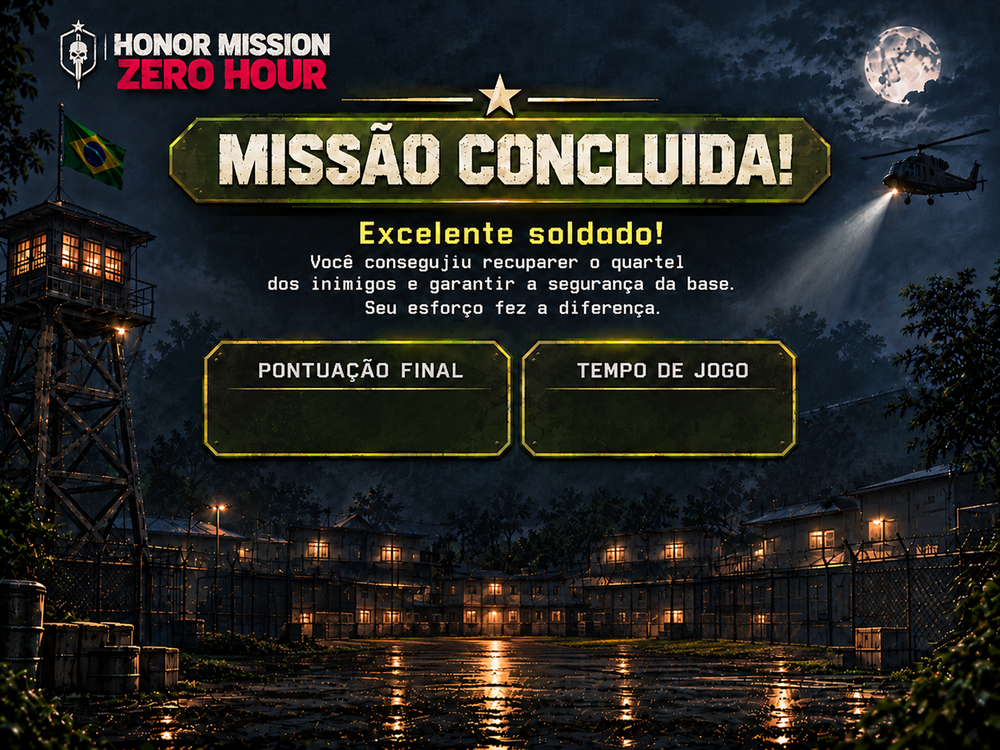 HONOR MISSION
ZERO HOUR
MISSÃO CONCLUIDA!
Excelente soldado!
Você consegujiu recuparer o quartel
dos inimigos e garantir a segurança da base.
Seu esforço fez a diferença.
PONTUAÇÃO FINAL
TEMPO DE JOGO